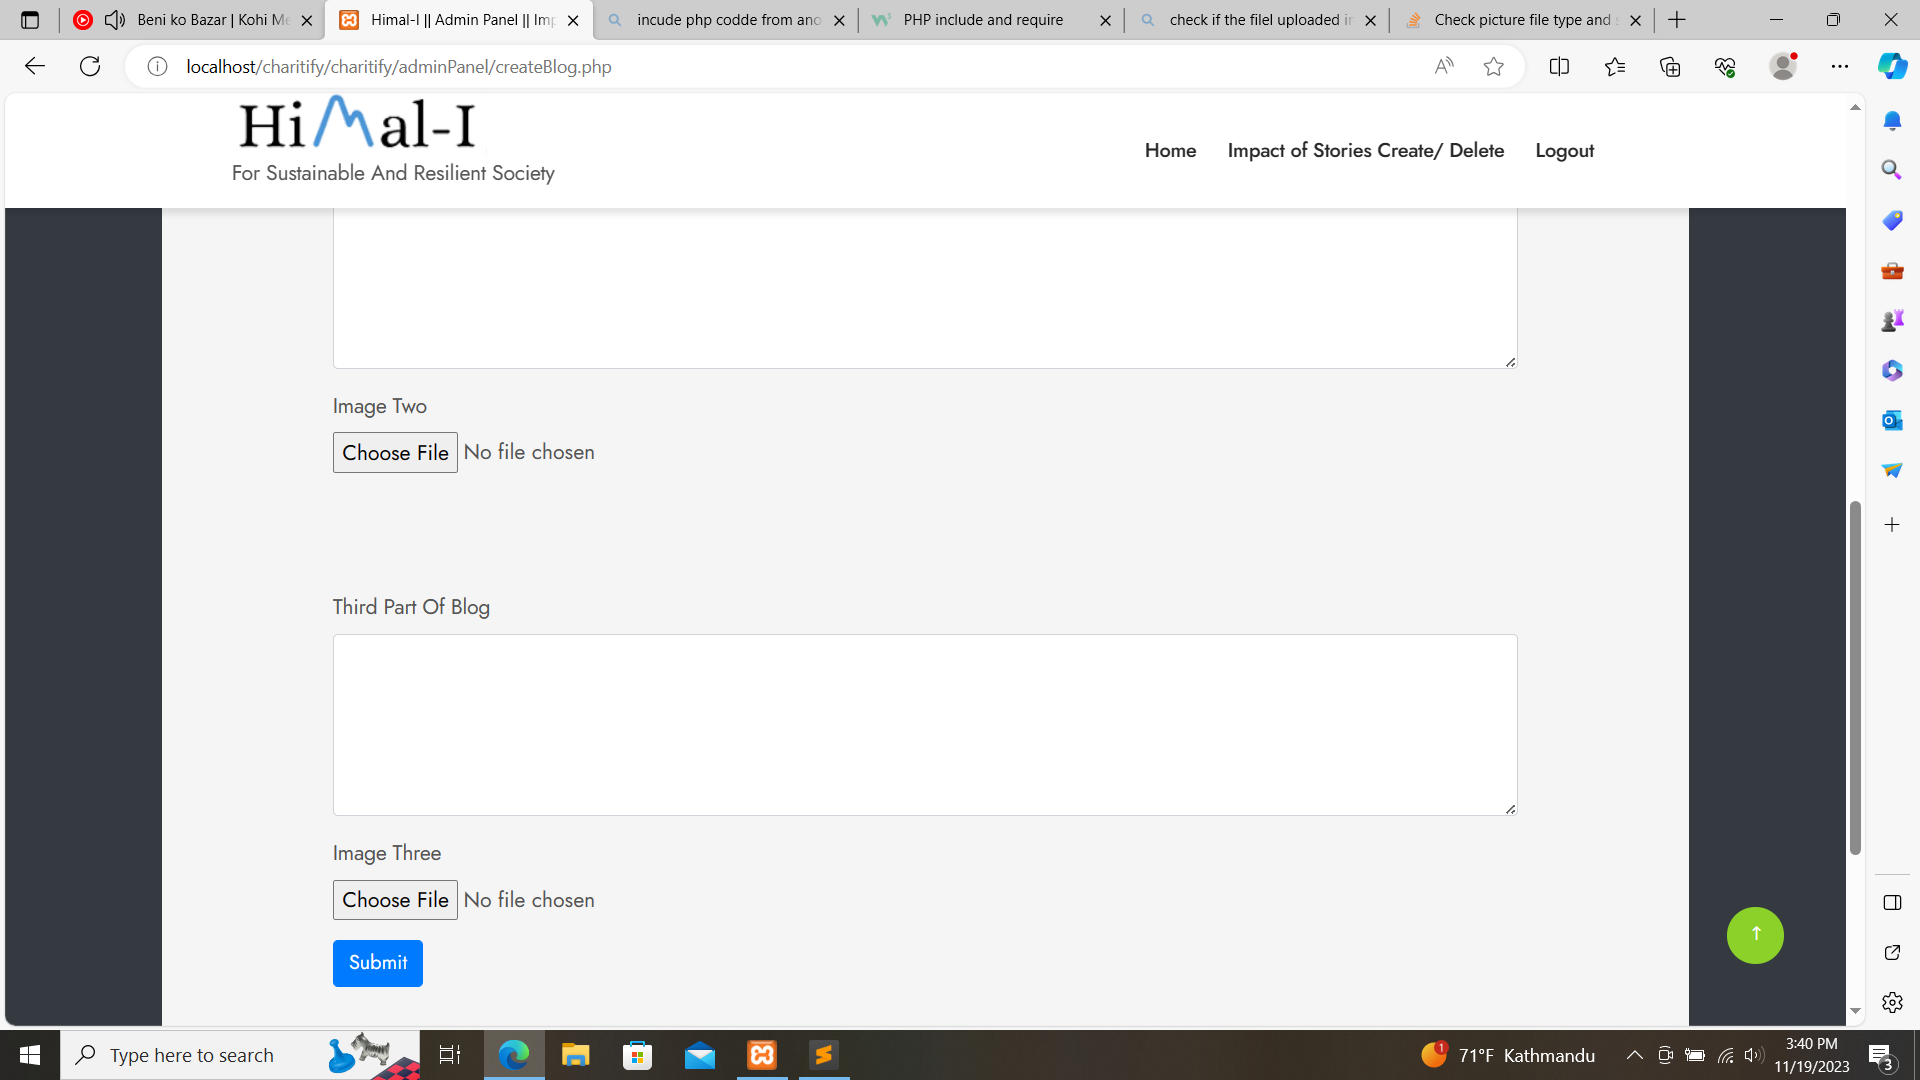 Beni ko Bazar | Kohi Me
Himal-I || Admin Panel || Imp
incude php codde from ano
PHP include and require
check if the filel uploaded in
Check picture file type and s
localhost/charitify/charitify/adminPanel/createBlog.php
Himal-I
For Sustainable And Resilient Society
Home
Impact of Stories Create/ Delete
Logout
Image Two
Choose File No file chosen
Third Part Of Blog
Image Three
Choose File No file chosen
Submit
Type here to search
1
71°F Kathmandu
3:40 PM
11/19/2023
3